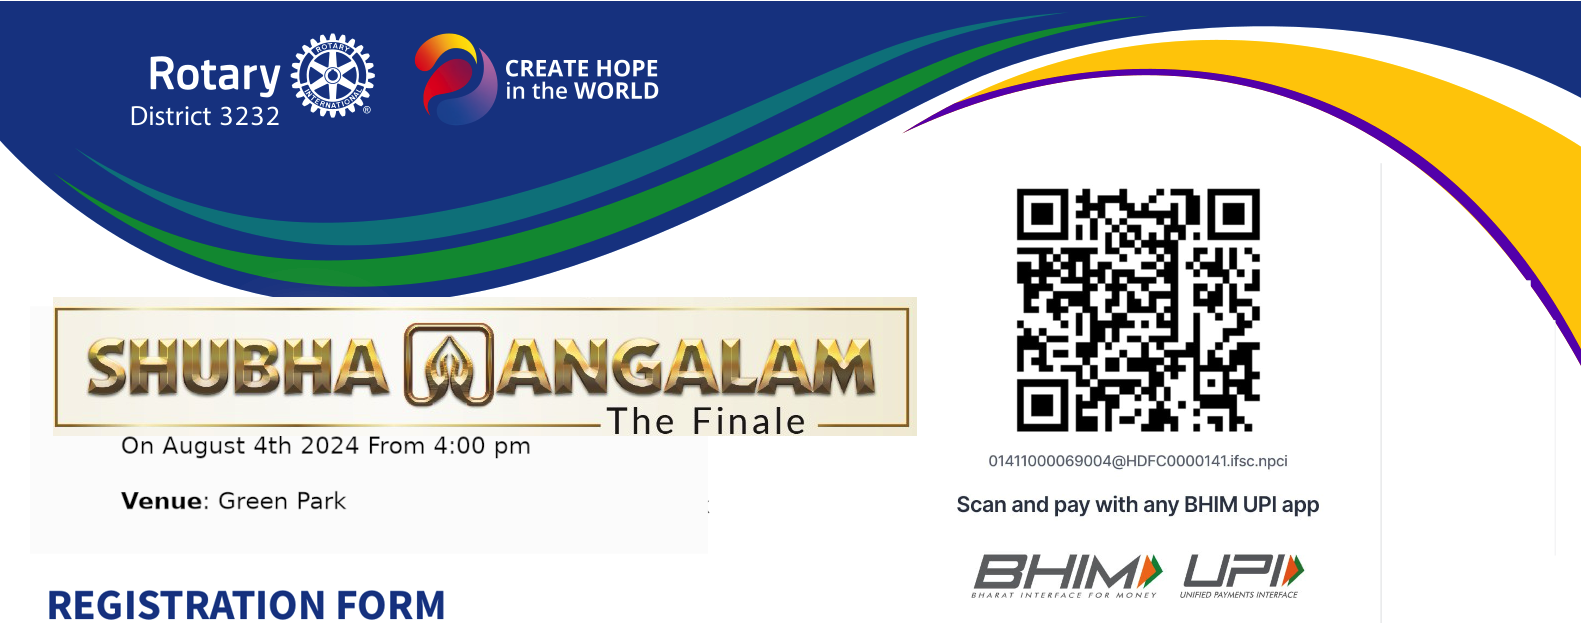 Rotary
District 3232
ROTARY
INTERNATIONAL
®
CREATE HOPE
in the WORLD
SHUBHA MANGALAM
The Finale
On August 4th 2024 From 4:00 pm
Venue: Green Park
REGISTRATION FORM
01411000069004@HDFC0000141.ifsc.npci
Scan and pay with any BHIM UPI app
BHIM
BHARAT INTERFACE FOR MONEY
UPI
UNIFIED PAYMENTS INTERFACE